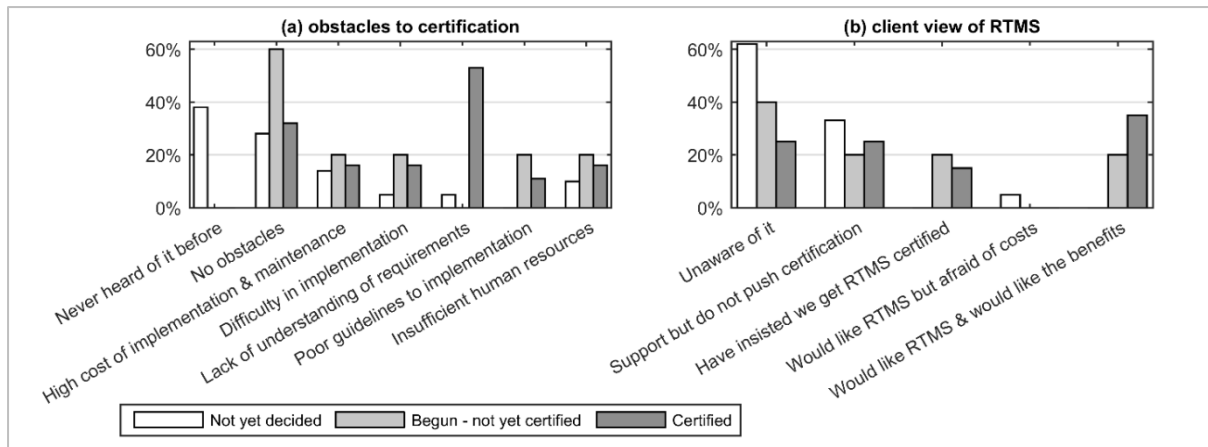 (a) obstacles to certification
60%
40%
20%
0%
Never heard of it before
No obstacles
High cost of implementation & maintenance
Difficulty in implementation
Lack of understanding of requirements
Poor guidelines to implementation
Insufficient human resources
(b) client view of RTMS
60%
40%
20%
0%
Unaware of it
Support but do not push certification
Have insisted we get RTMS certified
Would like RTMS but afraid of costs
Would like RTMS & would like the benefits
Not yet decided
Begun - not yet certified
Certified